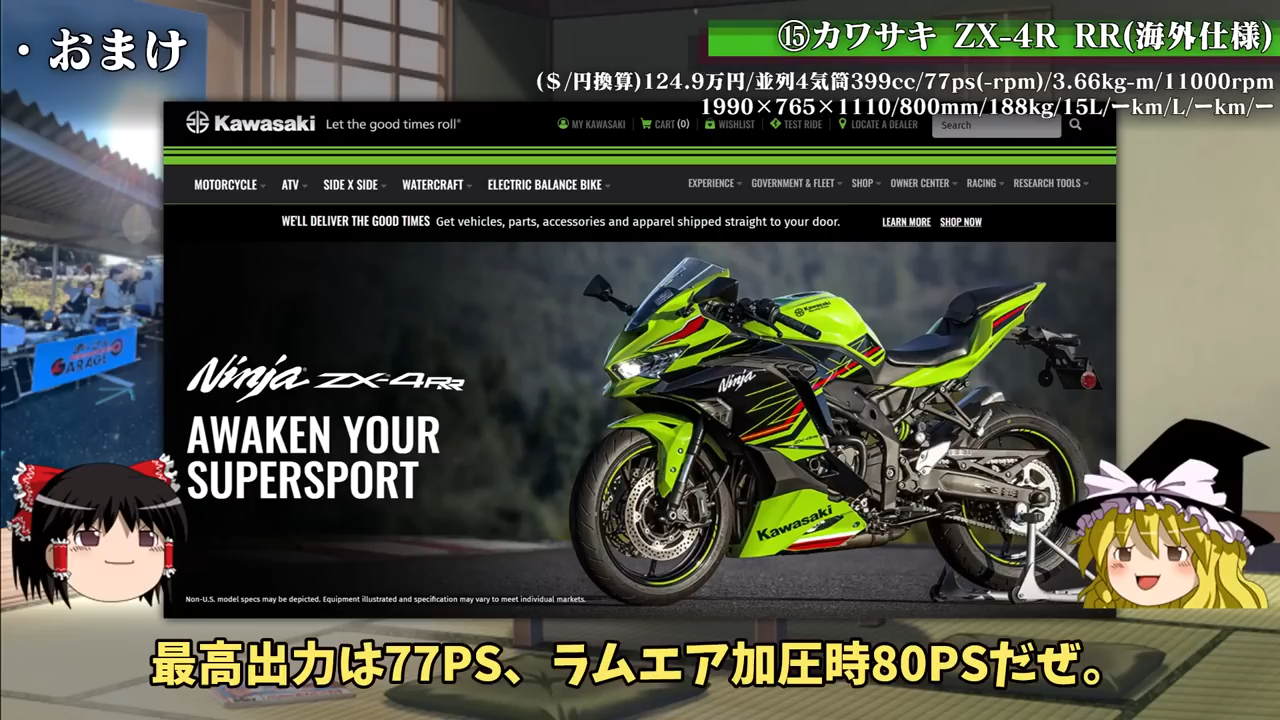 ・おまけ
⑮カワサキ ZX-4R RR(海外仕様)
(＄/円換算)124.9万円/並列4気筒399cc/77ps(-rpm)/3.66kg-m/11000rpm
1990×765×1110/800mm/188kg/15L/ーkm/L/ーkm/ー
Kawasaki Let the good times roll®
MY KAWASAKI CART (0) WISHLIST TEST RIDE LOCATE A DEALER Search
MOTORCYCLE ATV SIDE X SIDE WATERCRAFT ELECTRIC BALANCE BIKE EXPERIENCE GOVERNMENT & FLEET SHOP OWNER CENTER RACING RESEARCH TOOLS
WE'LL DELIVER THE GOOD TIMES Get vehicles, parts, accessories and apparel shipped straight to your door. LEARN MORE SHOP NOW
Kawasaki
Ninja
Ninja ZX-4RR
AWAKEN YOUR
SUPERSPORT
Kawasaki
GARAGE
Non-U.S. model specs may be depicted. Equipment illustrated and specification may vary to meet individual markets.
最高出力は77PS、ラムエア加圧時80PSだぜ。